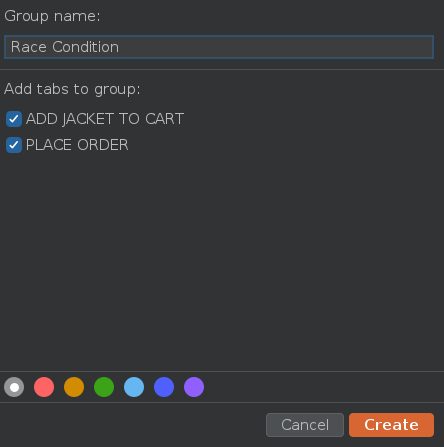 Group name:
Race Condition
Add tabs to group:
ADD JACKET TO CART
PLACE ORDER
Cancel
Create